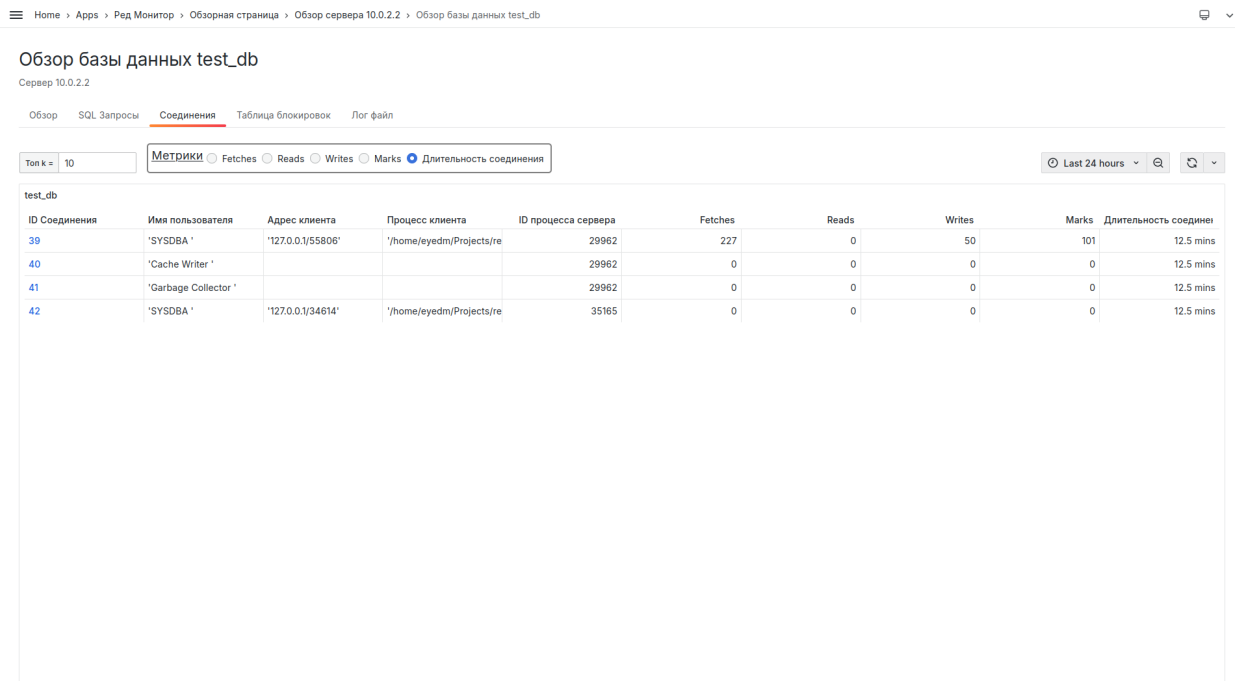 Home › Apps › Ред Монитор › Обзорная страница › Обзор сервера 10.0.2.2 › Обзор базы данных test_db
Обзор базы данных test_db
Сервер 10.0.2.2
Обзор SQL Запросы Соединения Таблица блокировок Лог файл
Топ k = 10 Метрики Fetches Reads Writes Marks Длительность соединения Last 24 hours
test_db
ID Соединения Имя пользователя Адрес клиента Процесс клиента ID процесса сервера Fetches Reads Writes Marks Длительность соединен
39 'SYSDBA ' '127.0.0.1/55806' '/home/eyedm/Projects/re 29962 227 0 50 101 12.5 mins
40 'Cache Writer ' 29962 0 0 0 0 12.5 mins
41 'Garbage Collector ' 29962 0 0 0 0 12.5 mins
42 'SYSDBA ' '127.0.0.1/34614' '/home/eyedm/Projects/re 35165 0 0 0 0 12.5 mins